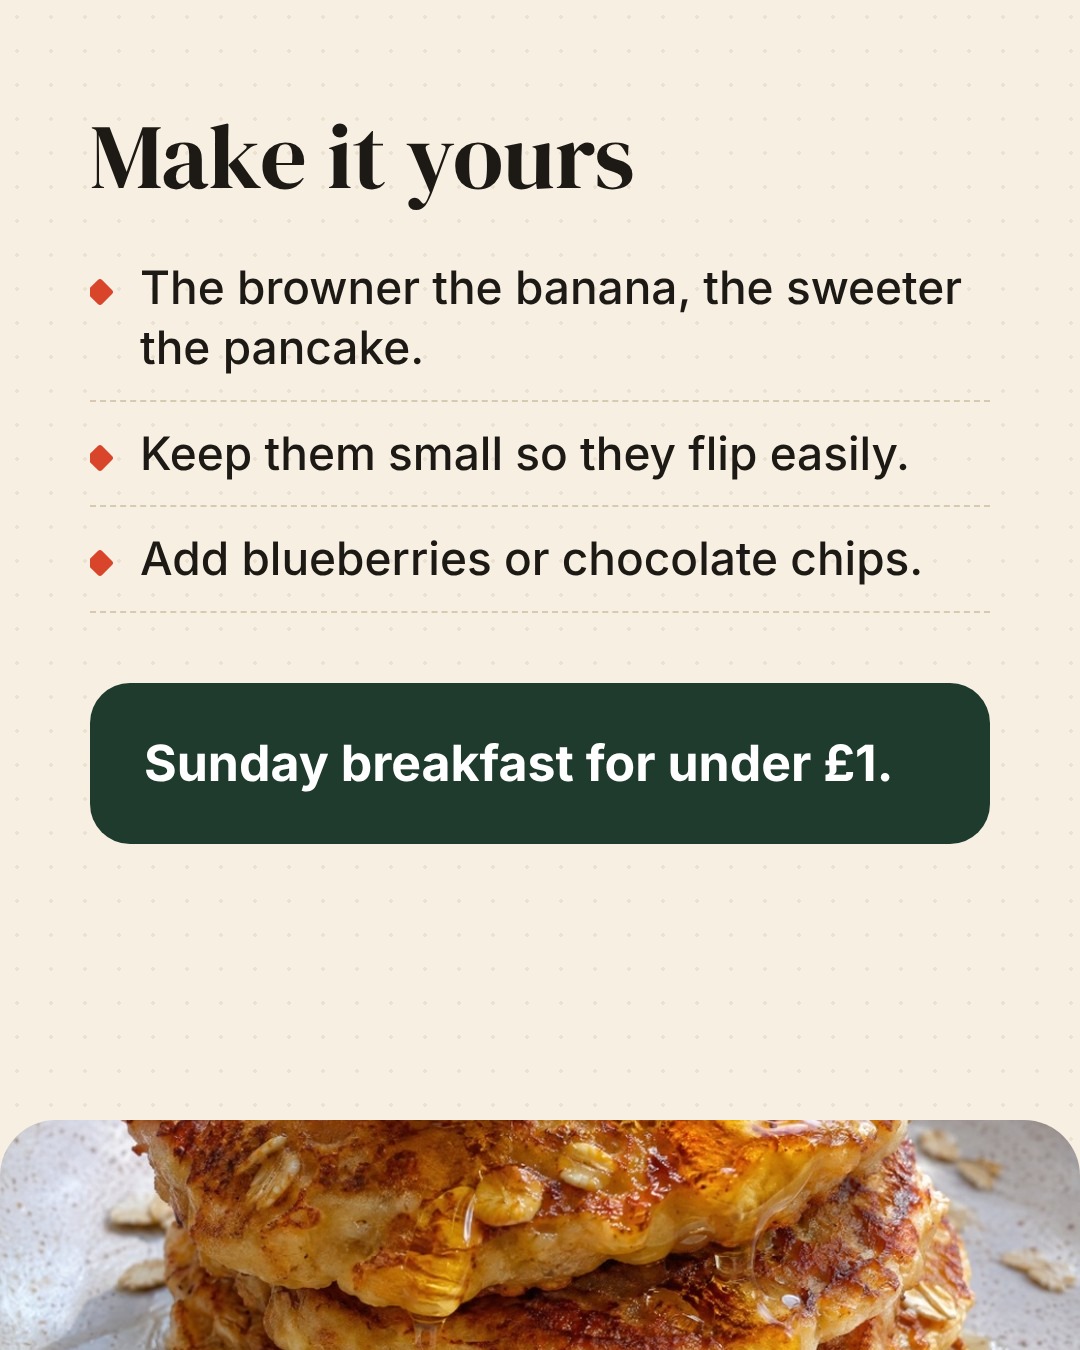 Make it yours
The browner the banana, the sweeter
the pancake.
Keep them small so they flip easily.
Add blueberries or chocolate chips.
Sunday breakfast for under £1.